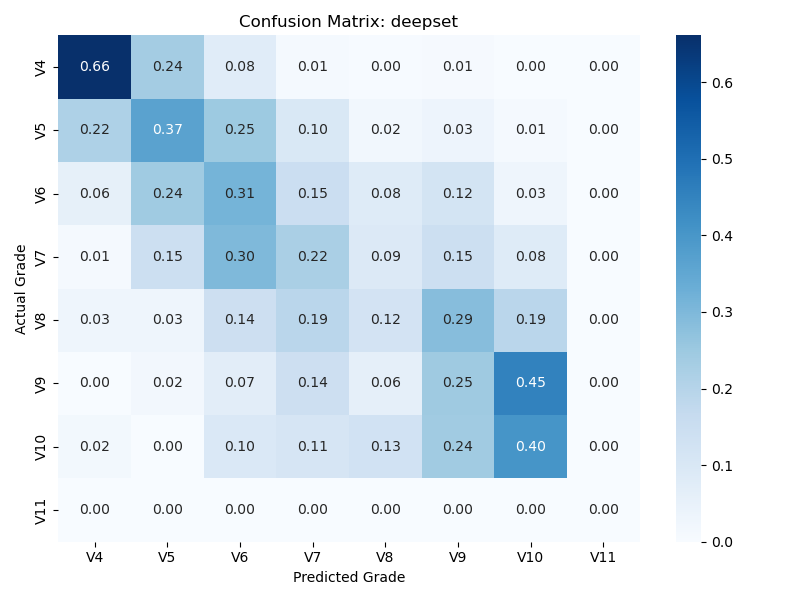 Confusion Matrix: deepset
V4 0.66 0.24 0.08 0.01 0.00 0.01 0.00 0.00
V5 0.22 0.37 0.25 0.10 0.02 0.03 0.01 0.00
V6 0.06 0.24 0.31 0.15 0.08 0.12 0.03 0.00
V7 0.01 0.15 0.30 0.22 0.09 0.15 0.08 0.00
V8 0.03 0.03 0.14 0.19 0.12 0.29 0.19 0.00
V9 0.00 0.02 0.07 0.14 0.06 0.25 0.45 0.00
V10 0.02 0.00 0.10 0.11 0.13 0.24 0.40 0.00
V11 0.00 0.00 0.00 0.00 0.00 0.00 0.00 0.00
V4 V5 V6 V7 V8 V9 V10 V11
Predicted Grade
Actual Grade
0.6
0.5
0.4
0.3
0.2
0.1
0.0